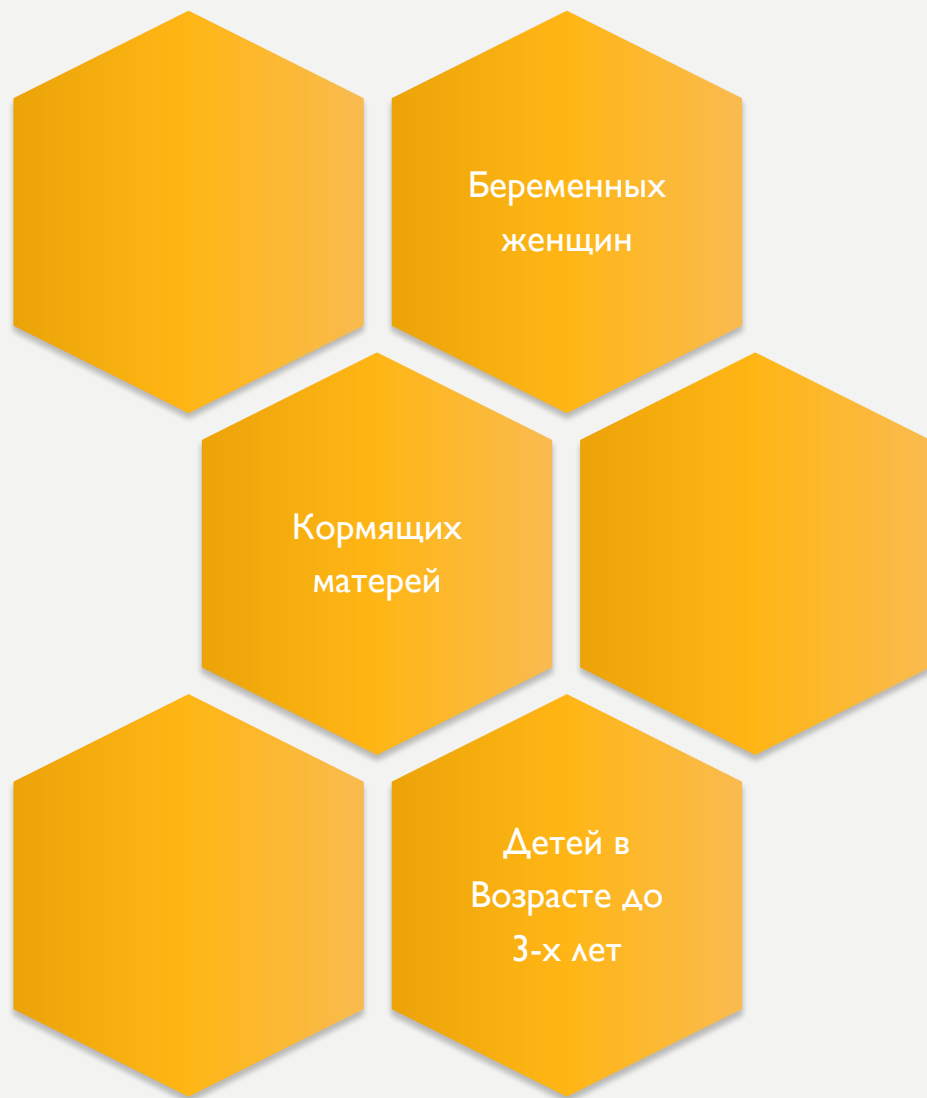 Беременных
женщин
Кормящих
матерей
Детей в
Возрасте до
3-х лет